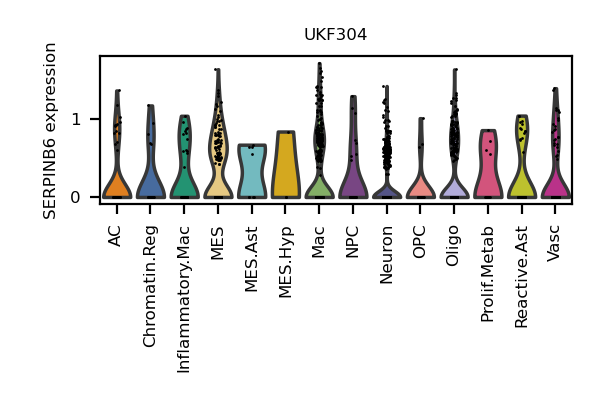 UKF304
SERPINB6 expression
1
0
AC
Chromatin.Reg
Inflammatory.Mac
MES
MES.Ast
MES.Hyp
Mac
NPC
Neuron
OPC
Oligo
Prolif.Metab
Reactive.Ast
Vasc